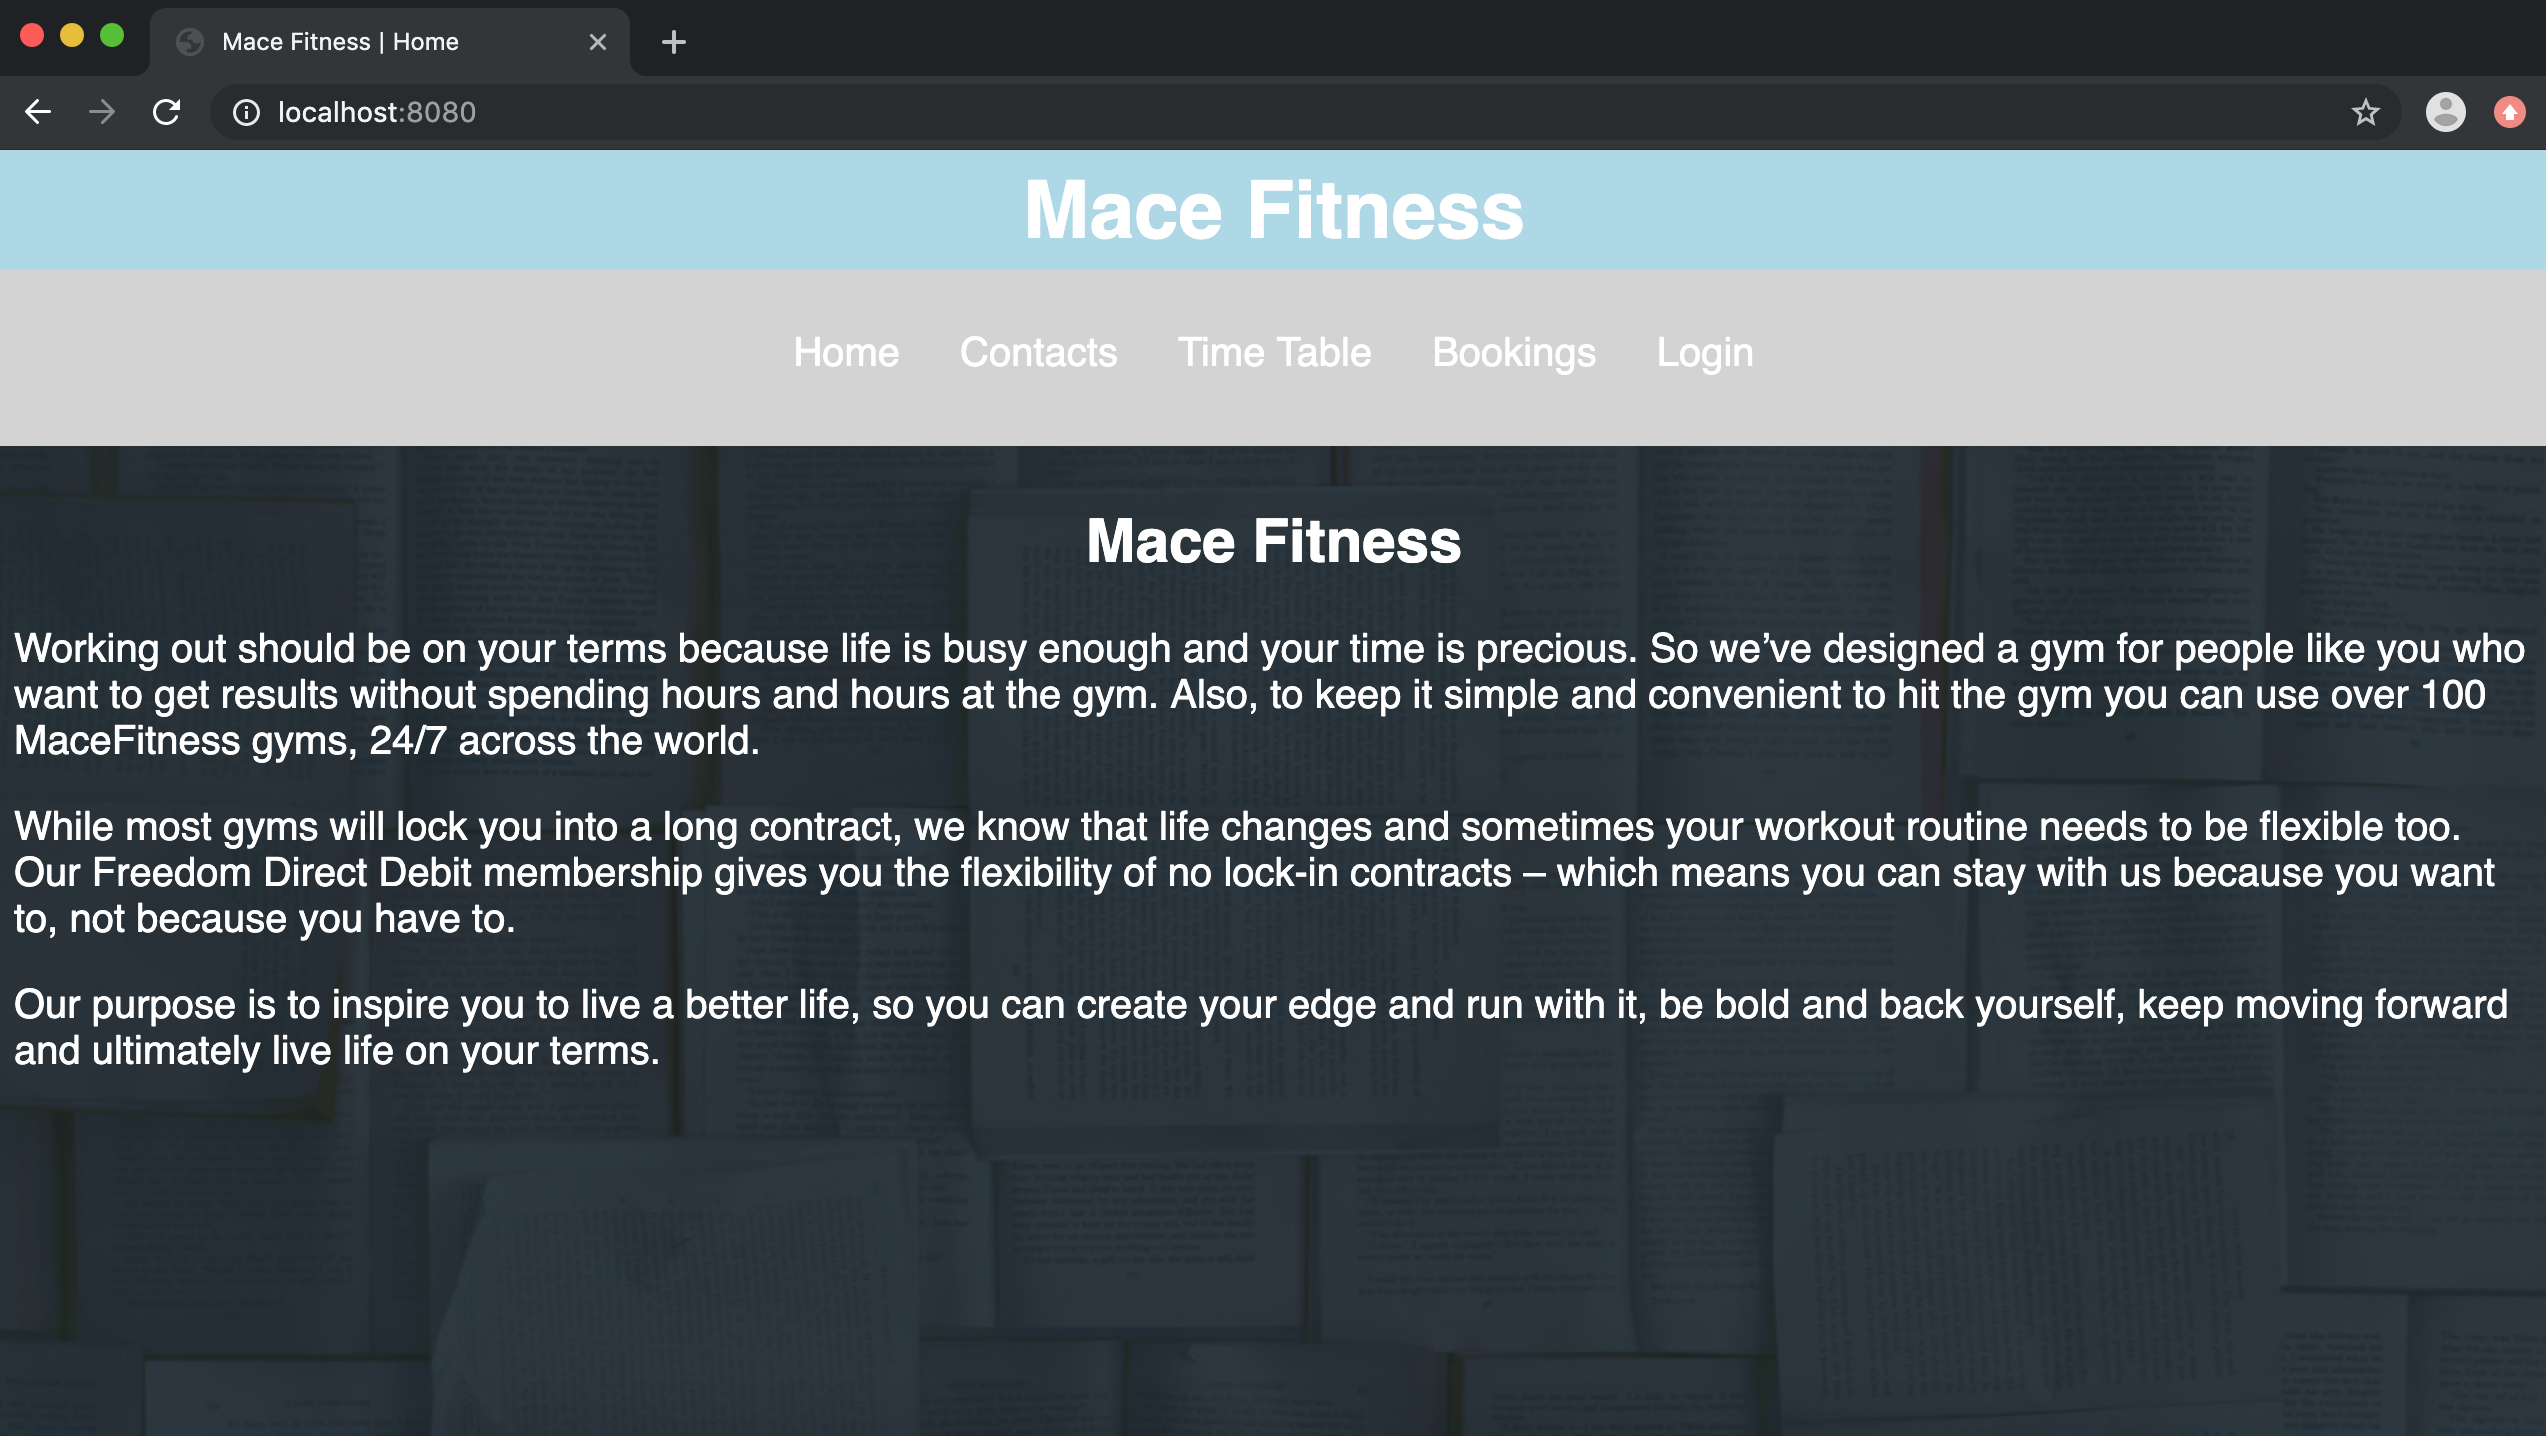 Mace Fitness | Home
localhost:8080
Mace Fitness
Home Contacts Time Table Bookings Login
Mace Fitness
Working out should be on your terms because life is busy enough and your time is precious. So we’ve designed a gym for people like you who
want to get results without spending hours and hours at the gym. Also, to keep it simple and convenient to hit the gym you can use over 100
MaceFitness gyms, 24/7 across the world.
While most gyms will lock you into a long contract, we know that life changes and sometimes your workout routine needs to be flexible too.
Our Freedom Direct Debit membership gives you the flexibility of no lock-in contracts – which means you can stay with us because you want
to, not because you have to.
Our purpose is to inspire you to live a better life, so you can create your edge and run with it, be bold and back yourself, keep moving forward
and ultimately live life on your terms.